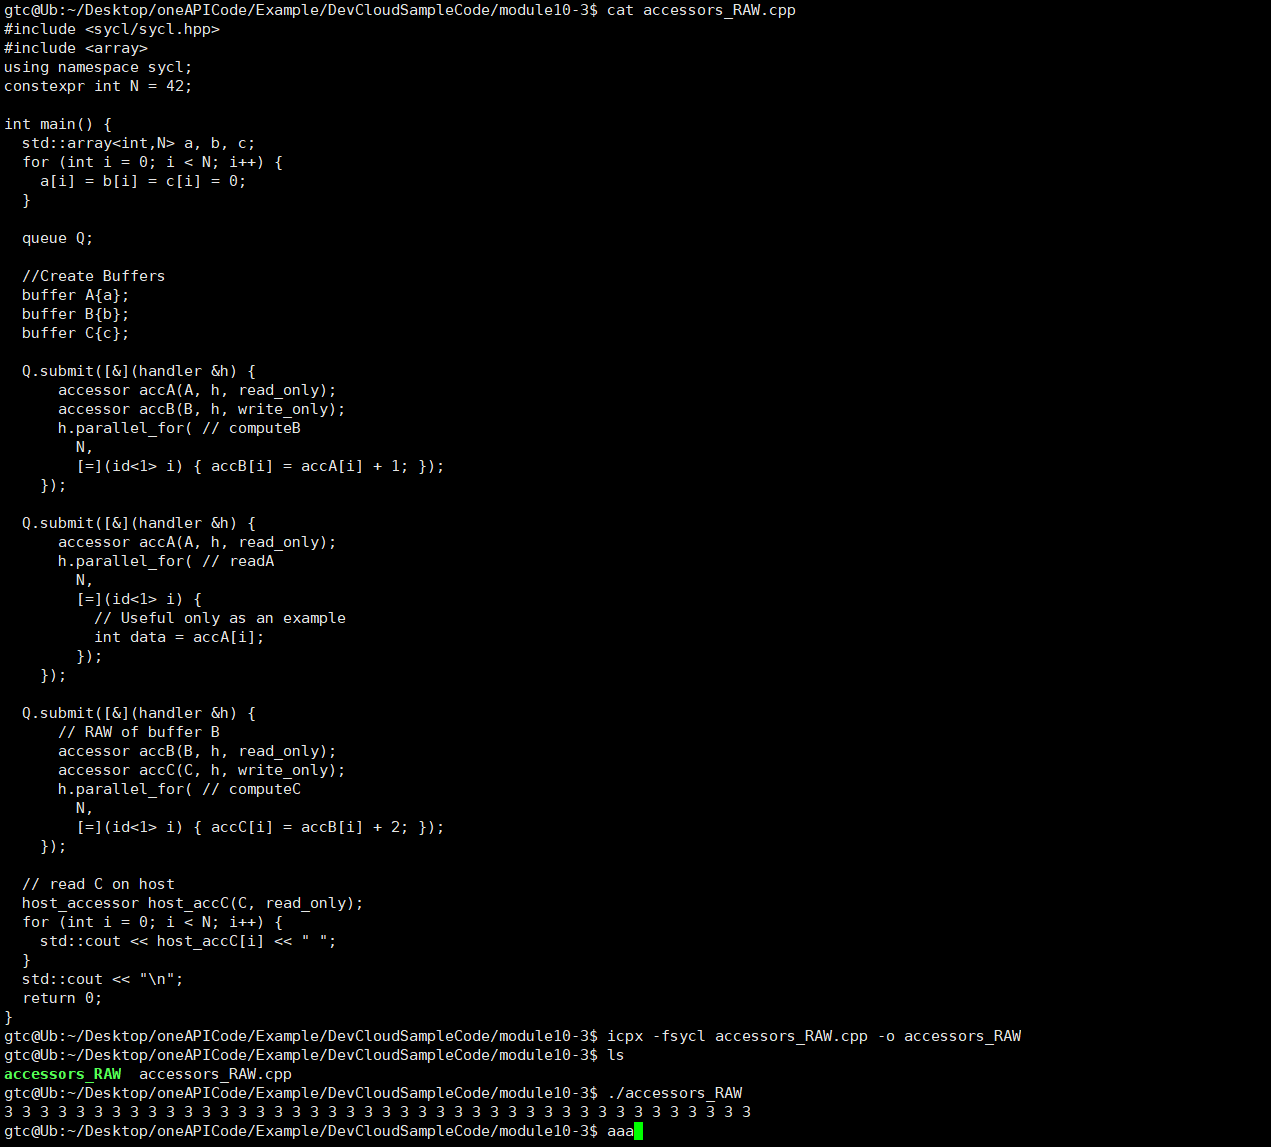 gtc@Ub:~/Desktop/oneAPICode/Example/DevCloudSampleCode/module10-3$ cat accessors_RAW.cpp
#include <sycl/sycl.hpp>
#include <array>
using namespace sycl;
constexpr int N = 42;

int main() {
  std::array<int,N> a, b, c;
  for (int i = 0; i < N; i++) {
    a[i] = b[i] = c[i] = 0;
  }

  queue Q;

  //Create Buffers
  buffer A{a};
  buffer B{b};
  buffer C{c};

  Q.submit([&](handler &h) {
      accessor accA(A, h, read_only);
      accessor accB(B, h, write_only);
      h.parallel_for( // computeB
        N,
        [=](id<1> i) { accB[i] = accA[i] + 1; });
    });

  Q.submit([&](handler &h) {
      accessor accA(A, h, read_only);
      h.parallel_for( // readA
        N,
        [=](id<1> i) {
          // Useful only as an example
          int data = accA[i];
        });
    });

  Q.submit([&](handler &h) {
      // RAW of buffer B
      accessor accB(B, h, read_only);
      accessor accC(C, h, write_only);
      h.parallel_for( // computeC
        N,
        [=](id<1> i) { accC[i] = accB[i] + 2; });
    });

  // read C on host
  host_accessor host_accC(C, read_only);
  for (int i = 0; i < N; i++) {
    std::cout << host_accC[i] << " ";
  }
  std::cout << "\n";
  return 0;
}
gtc@Ub:~/Desktop/oneAPICode/Example/DevCloudSampleCode/module10-3$ icpx -fsycl accessors_RAW.cpp -o accessors_RAW
gtc@Ub:~/Desktop/oneAPICode/Example/DevCloudSampleCode/module10-3$ ls
accessors_RAW  accessors_RAW.cpp
gtc@Ub:~/Desktop/oneAPICode/Example/DevCloudSampleCode/module10-3$ ./accessors_RAW
3 3 3 3 3 3 3 3 3 3 3 3 3 3 3 3 3 3 3 3 3 3 3 3 3 3 3 3 3 3 3 3 3 3 3 3 3 3 3 3 3 3
gtc@Ub:~/Desktop/oneAPICode/Example/DevCloudSampleCode/module10-3$ aaa